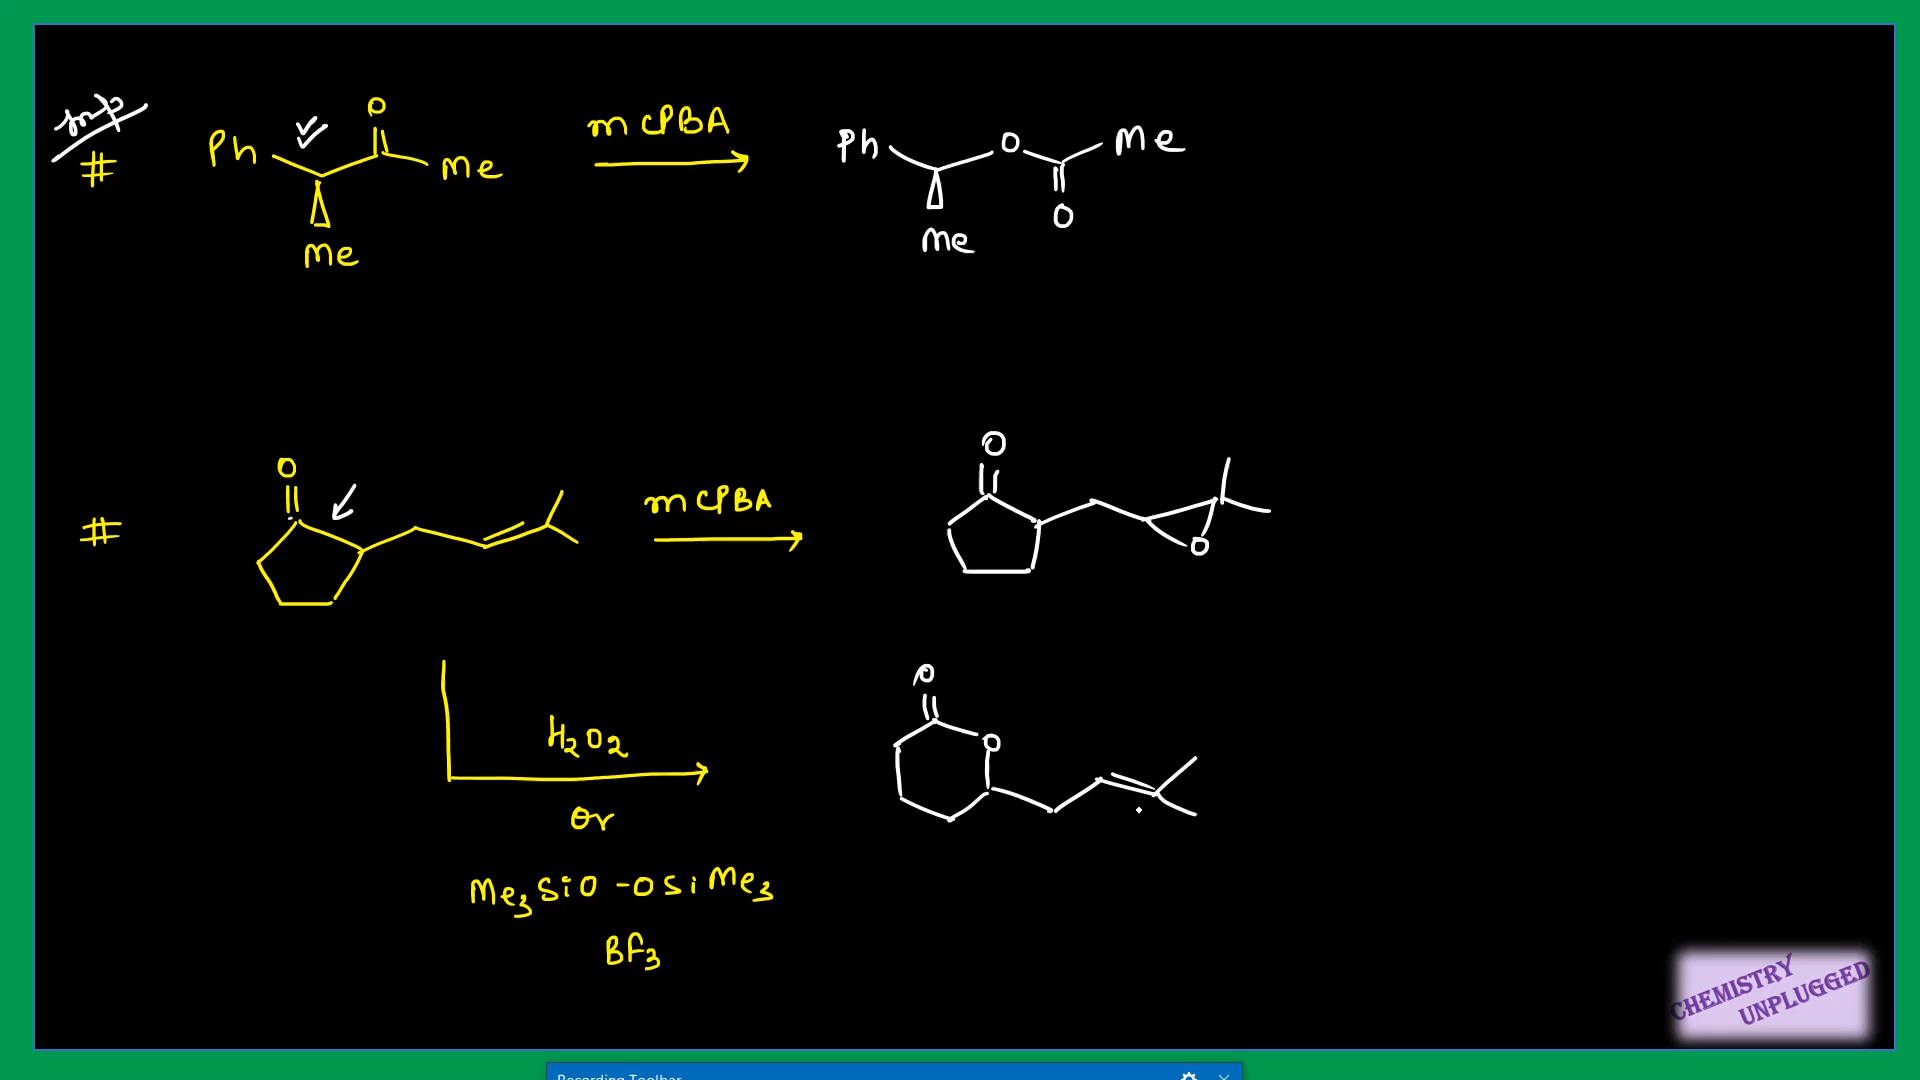 Imp
# Ph O Me Me
mCPBA
Ph O Me O Me
# O
mCPBA
O O
H2O2
or
Me3SiO-OSiMe3
BF3
O O
CHEMISTRY
UNPLUGGED